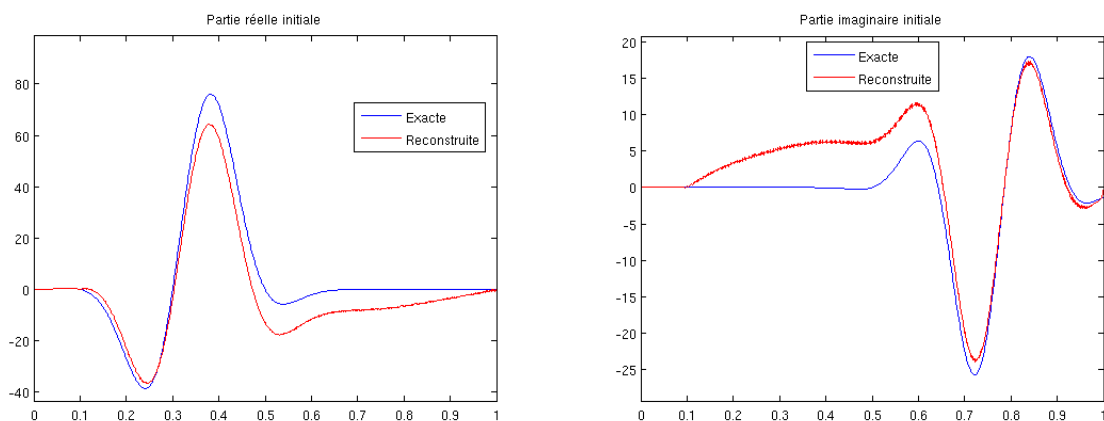 Partie réelle initiale
80
60
40
20
0
-20
-40
0 0.1 0.2 0.3 0.4 0.5 0.6 0.7 0.8 0.9 1
Exacte
Reconstruite
Partie imaginaire initiale
20
15
10
5
0
-5
-10
-15
-20
-25
0 0.1 0.2 0.3 0.4 0.5 0.6 0.7 0.8 0.9 1
Exacte
Reconstruite